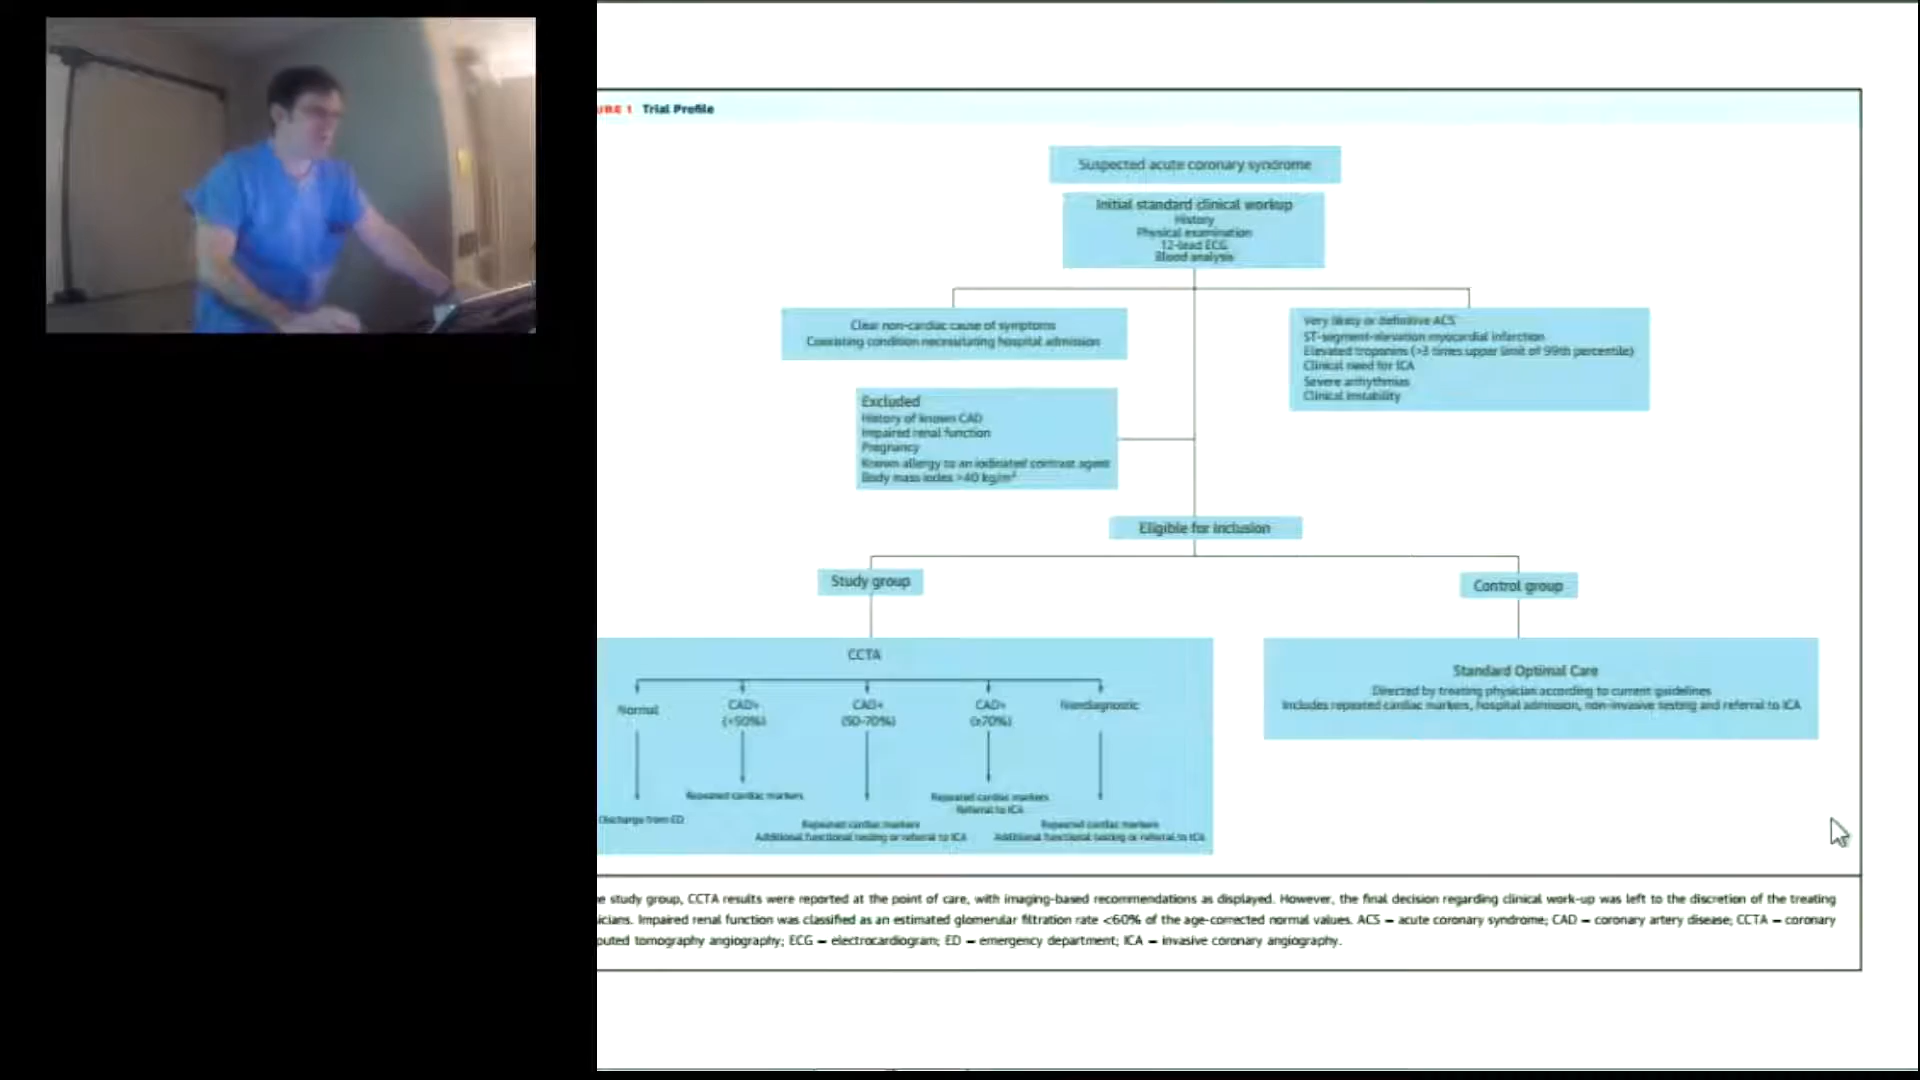 URE 1 Trial Profile
Suspected acute coronary syndrome
Initial standard clinical workup
History
Physical examination
12-lead ECG
Blood analysis
Clear non-cardiac cause of symptoms
Coexisting condition necessitating hospital admission
Very likely or definitive ACS
ST-segment-elevation myocardial infarction
Elevated troponins (>3 times upper limit of 99th percentile)
Clinical need for ICA
Severe arrhythmias
Clinical instability
Excluded
History of known CAD
Impaired renal function
Pregnancy
Known allergy to an iodinated contrast agent
Body mass index >40 kg/m²
Eligible for inclusion
Study group
Control group
CCTA
Normal
CAD+
(<50%)
CAD+
(50-70%)
CAD+
(≥70%)
Nondiagnostic
Discharge from ED
Repeated cardiac markers
Repeated cardiac markers
Additional functional testing or referral to ICA
Repeated cardiac markers
Referral to ICA
Repeated cardiac markers
Additional functional testing or referral to ICA
Standard Optimal Care
Directed by treating physician according to current guidelines
Includes repeated cardiac markers, hospital admission, non-invasive testing and referral to ICA
e study group, CCTA results were reported at the point of care, with imaging-based recommendations as displayed. However, the final decision regarding clinical work-up was left to the discretion of the treating
icians. Impaired renal function was classified as an estimated glomerular filtration rate <60% of the age-corrected normal values. ACS = acute coronary syndrome; CAD = coronary artery disease; CCTA = coronary
puted tomography angiography; ECG = electrocardiogram; ED = emergency department; ICA = invasive coronary angiography.